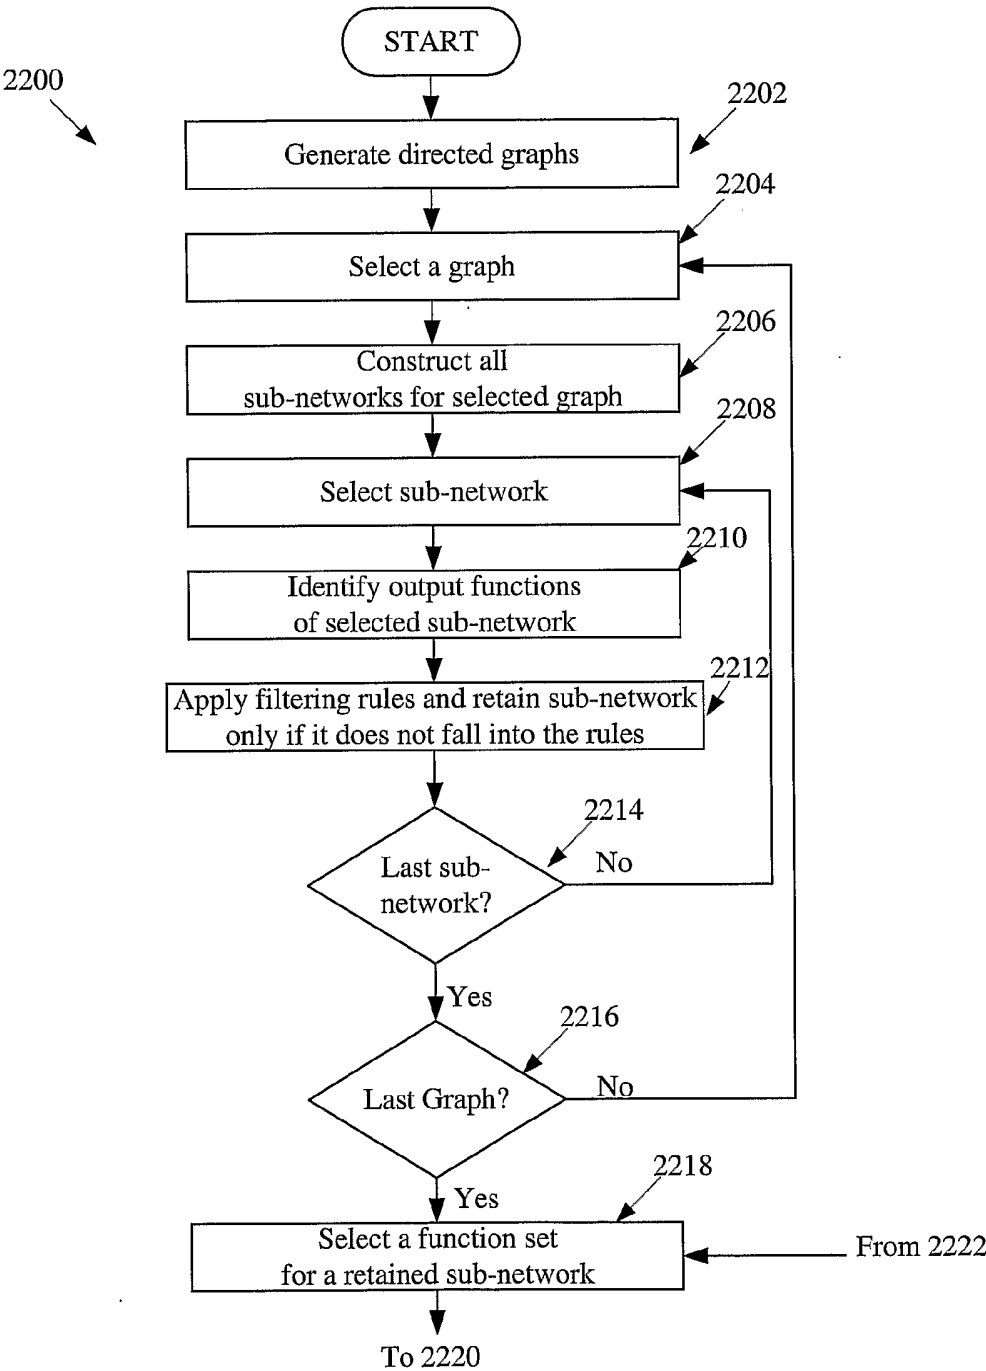 START
2200
2202
Generate directed graphs
2204
Select a graph
2206
Construct all
sub-networks for selected graph
2208
Select sub-network
2210
Identify output functions
of selected sub-network
2212
Apply filtering rules and retain sub-network
only if it does not fall into the rules
2214
Last sub-
network?
No
Yes
2216
Last Graph?
No
2218
Yes
Select a function set
for a retained sub-network
From 2222
To 2220